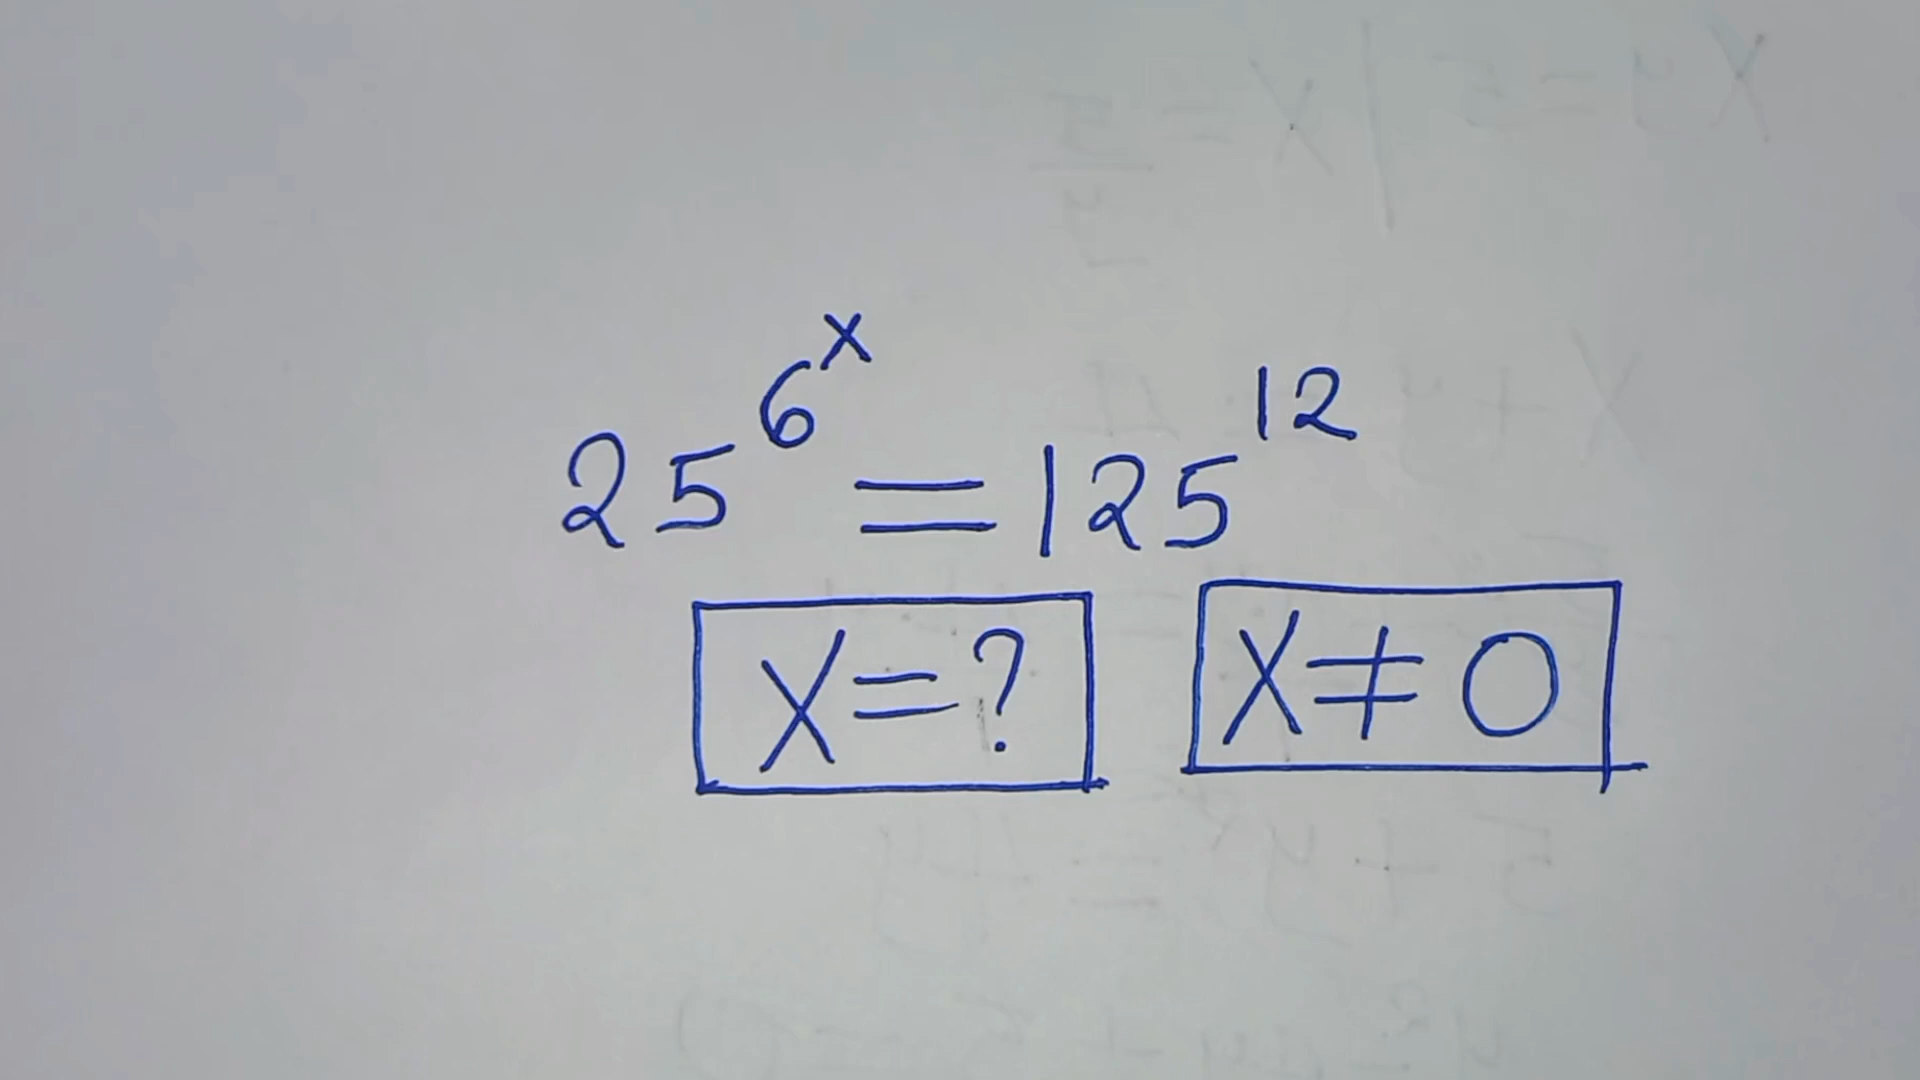 25^{6^x} = 125^{12}
X = ?
X ≠ 0